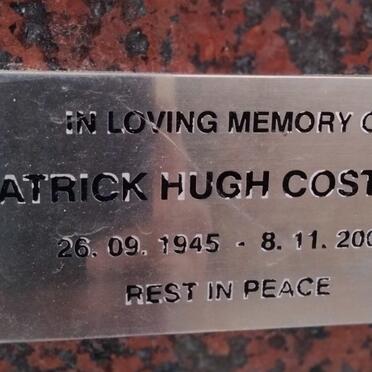 IN LOVING MEMORY O
ATRICK HUGH COST
26. 09. 1945 - 8. 11. 200
REST IN PEACE